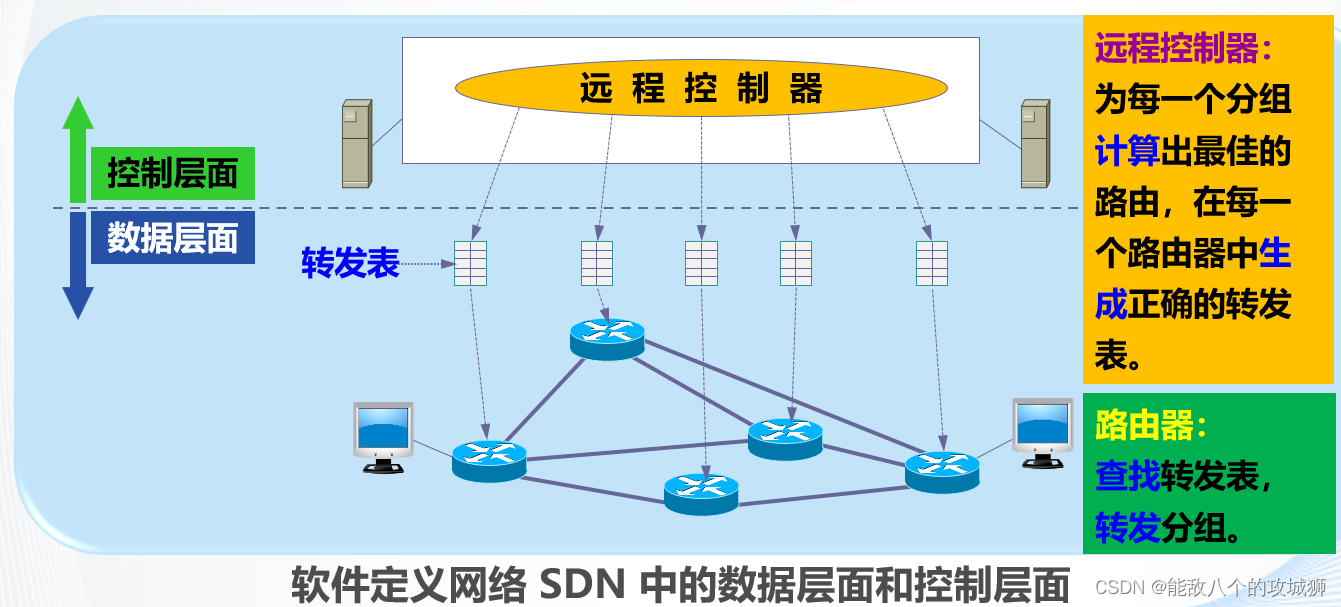 远程控制器
控制层面
数据层面
转发表
远程控制器：
为每一个分组
计算出最佳的
路由，在每一
个路由器中生
成正确的转发
表。
路由器：
查找转发表，
转发分组。
软件定义网络 SDN 中的数据层面和控制层面
CSDN @能敌八个的攻城狮